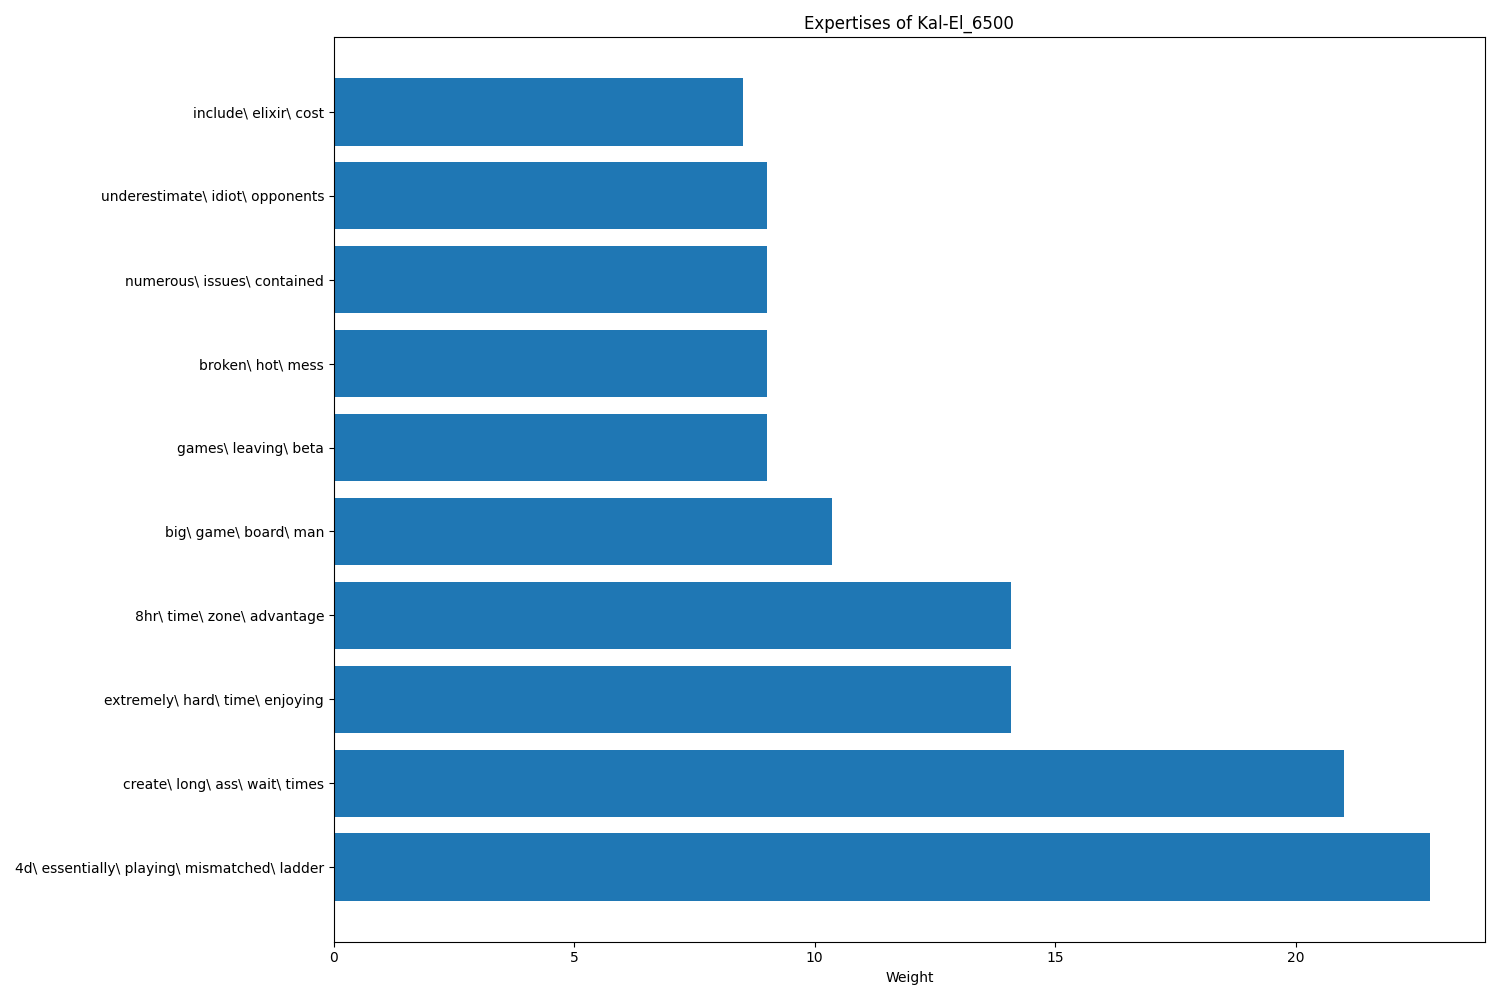 Expertises of Kal-El_6500
include\ elixir\ cost
underestimate\ idiot\ opponents
numerous\ issues\ contained
broken\ hot\ mess
games\ leaving\ beta
big\ game\ board\ man
8hr\ time\ zone\ advantage
extremely\ hard\ time\ enjoying
create\ long\ ass\ wait\ times
4d\ essentially\ playing\ mismatched\ ladder
0 5 10 15 20
Weight